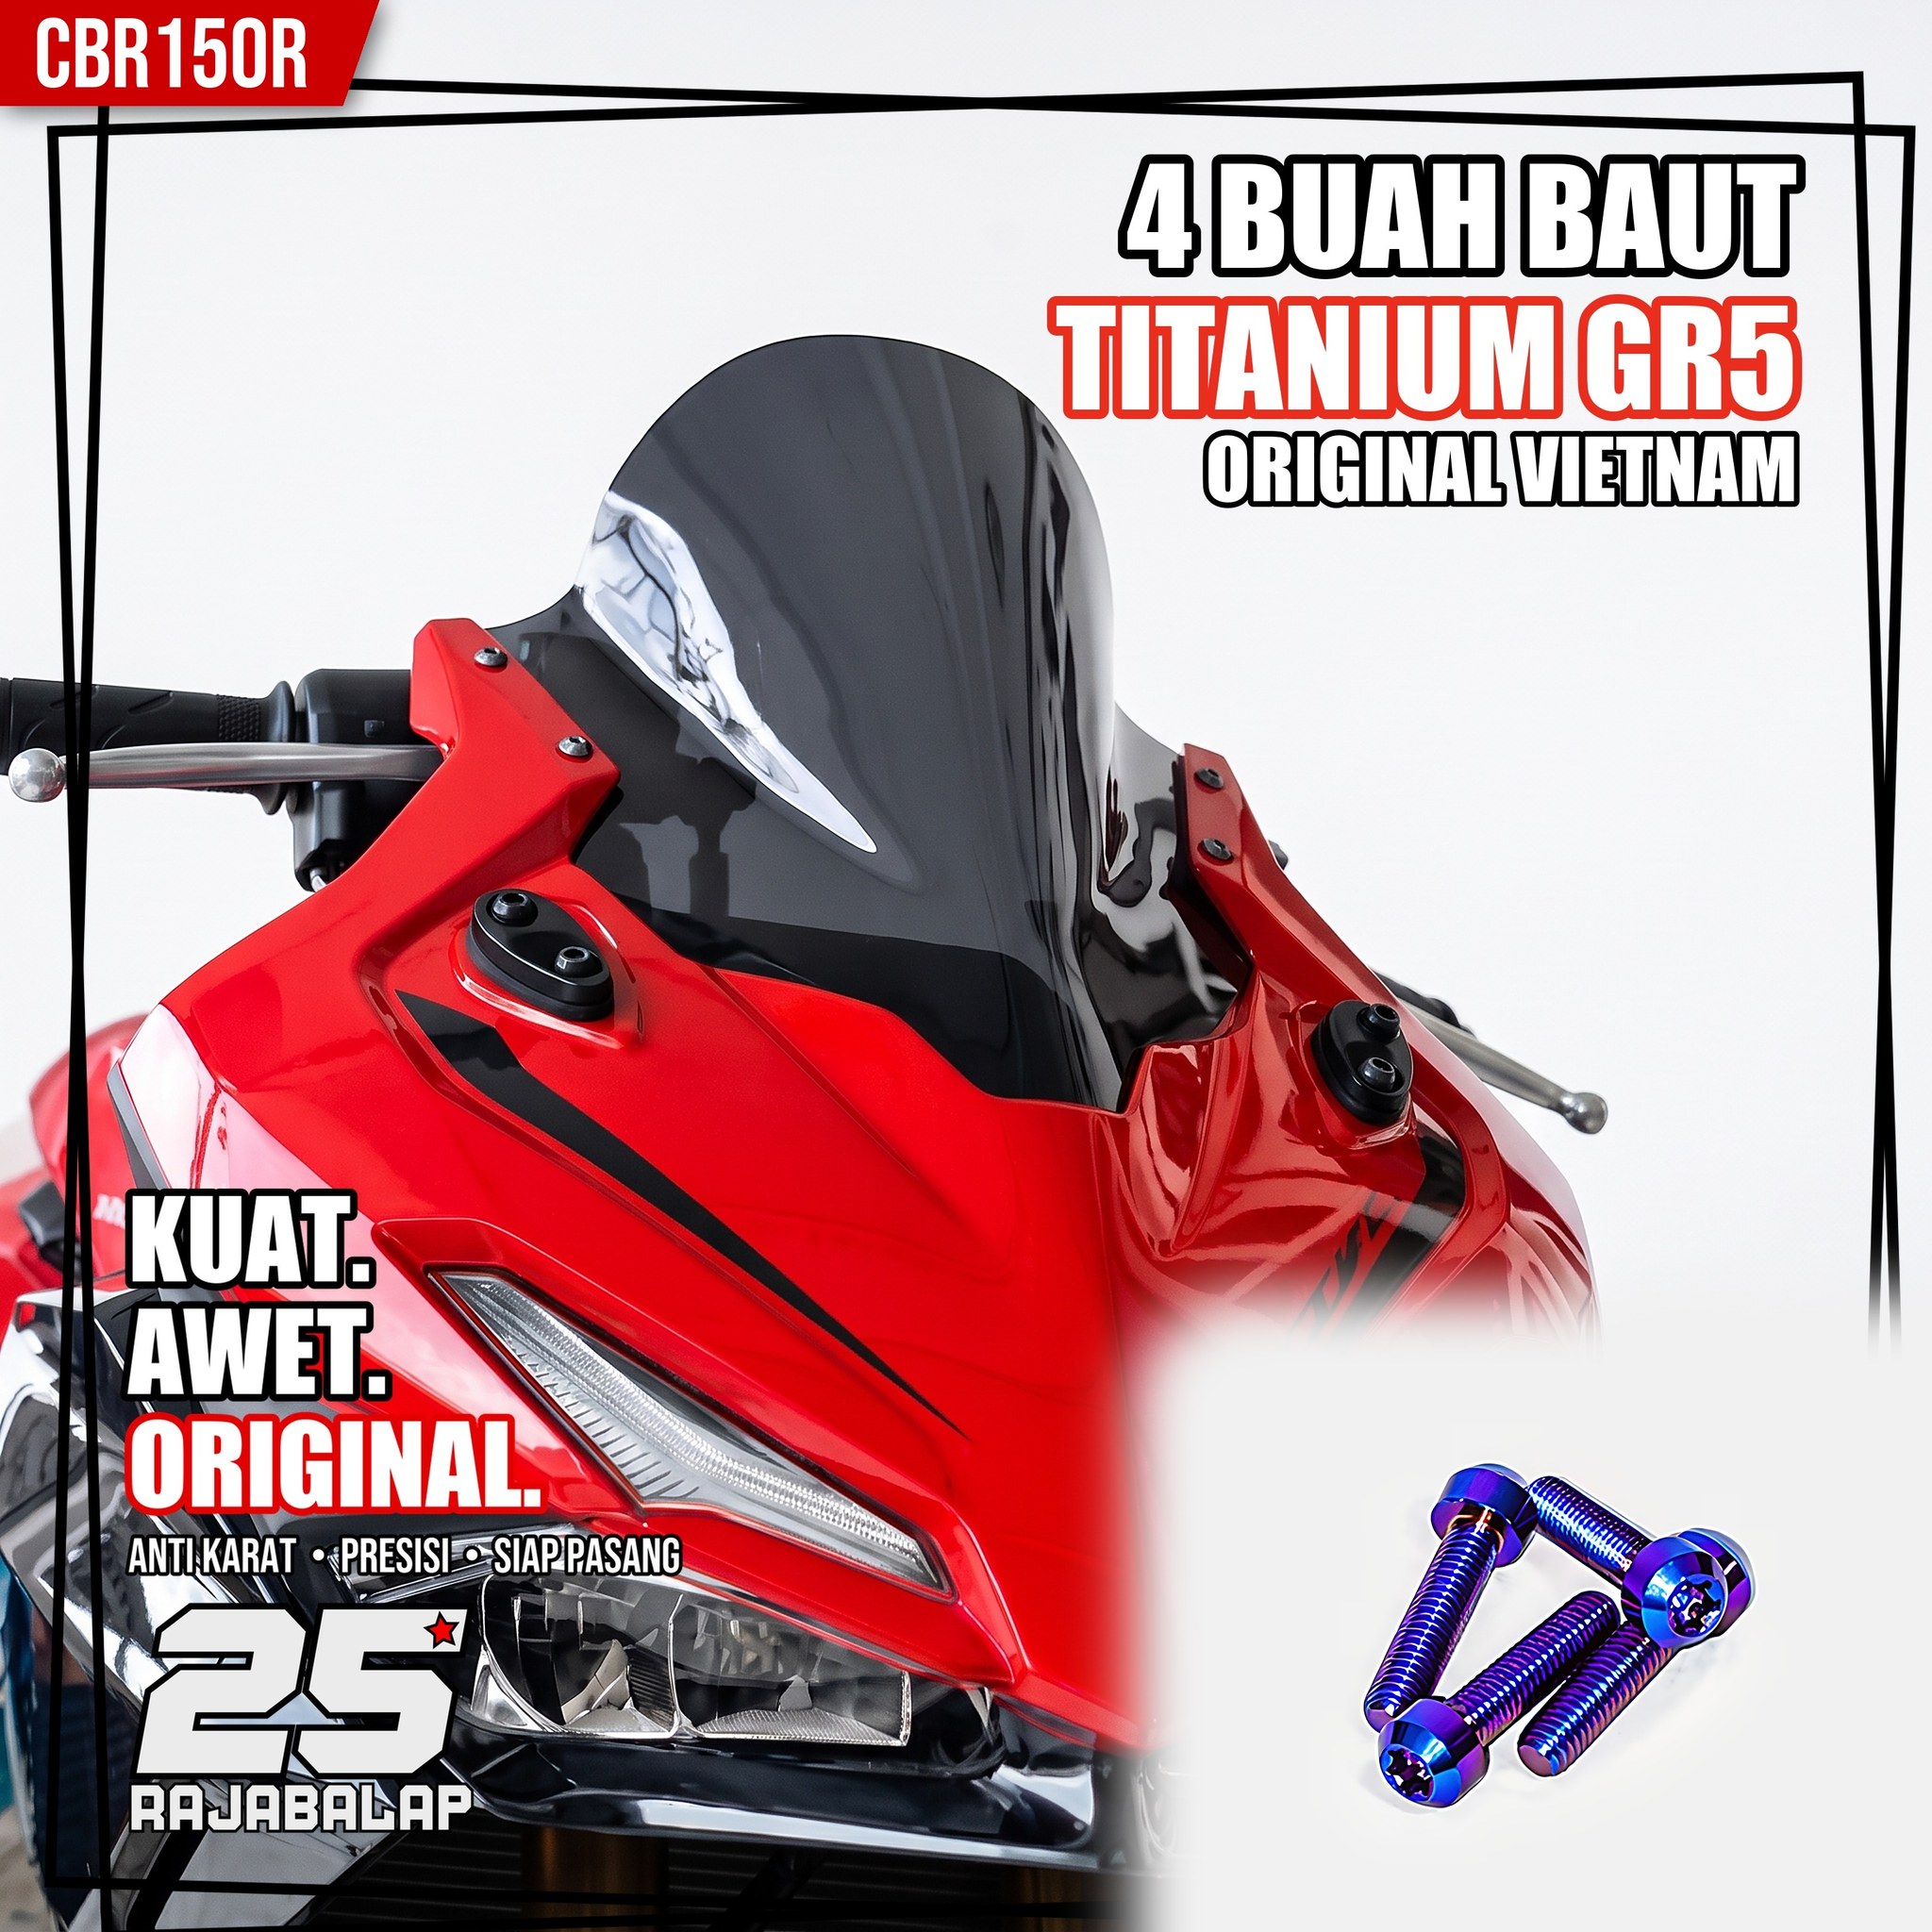 CBR150R
4 BUAH BAUT
TITANIUM GR5
ORIGINAL VIETNAM
KUAT.
AWET.
ORIGINAL.
ANTI KARAT • PRESISI • SIAP PASANG
25
RAJABALAP